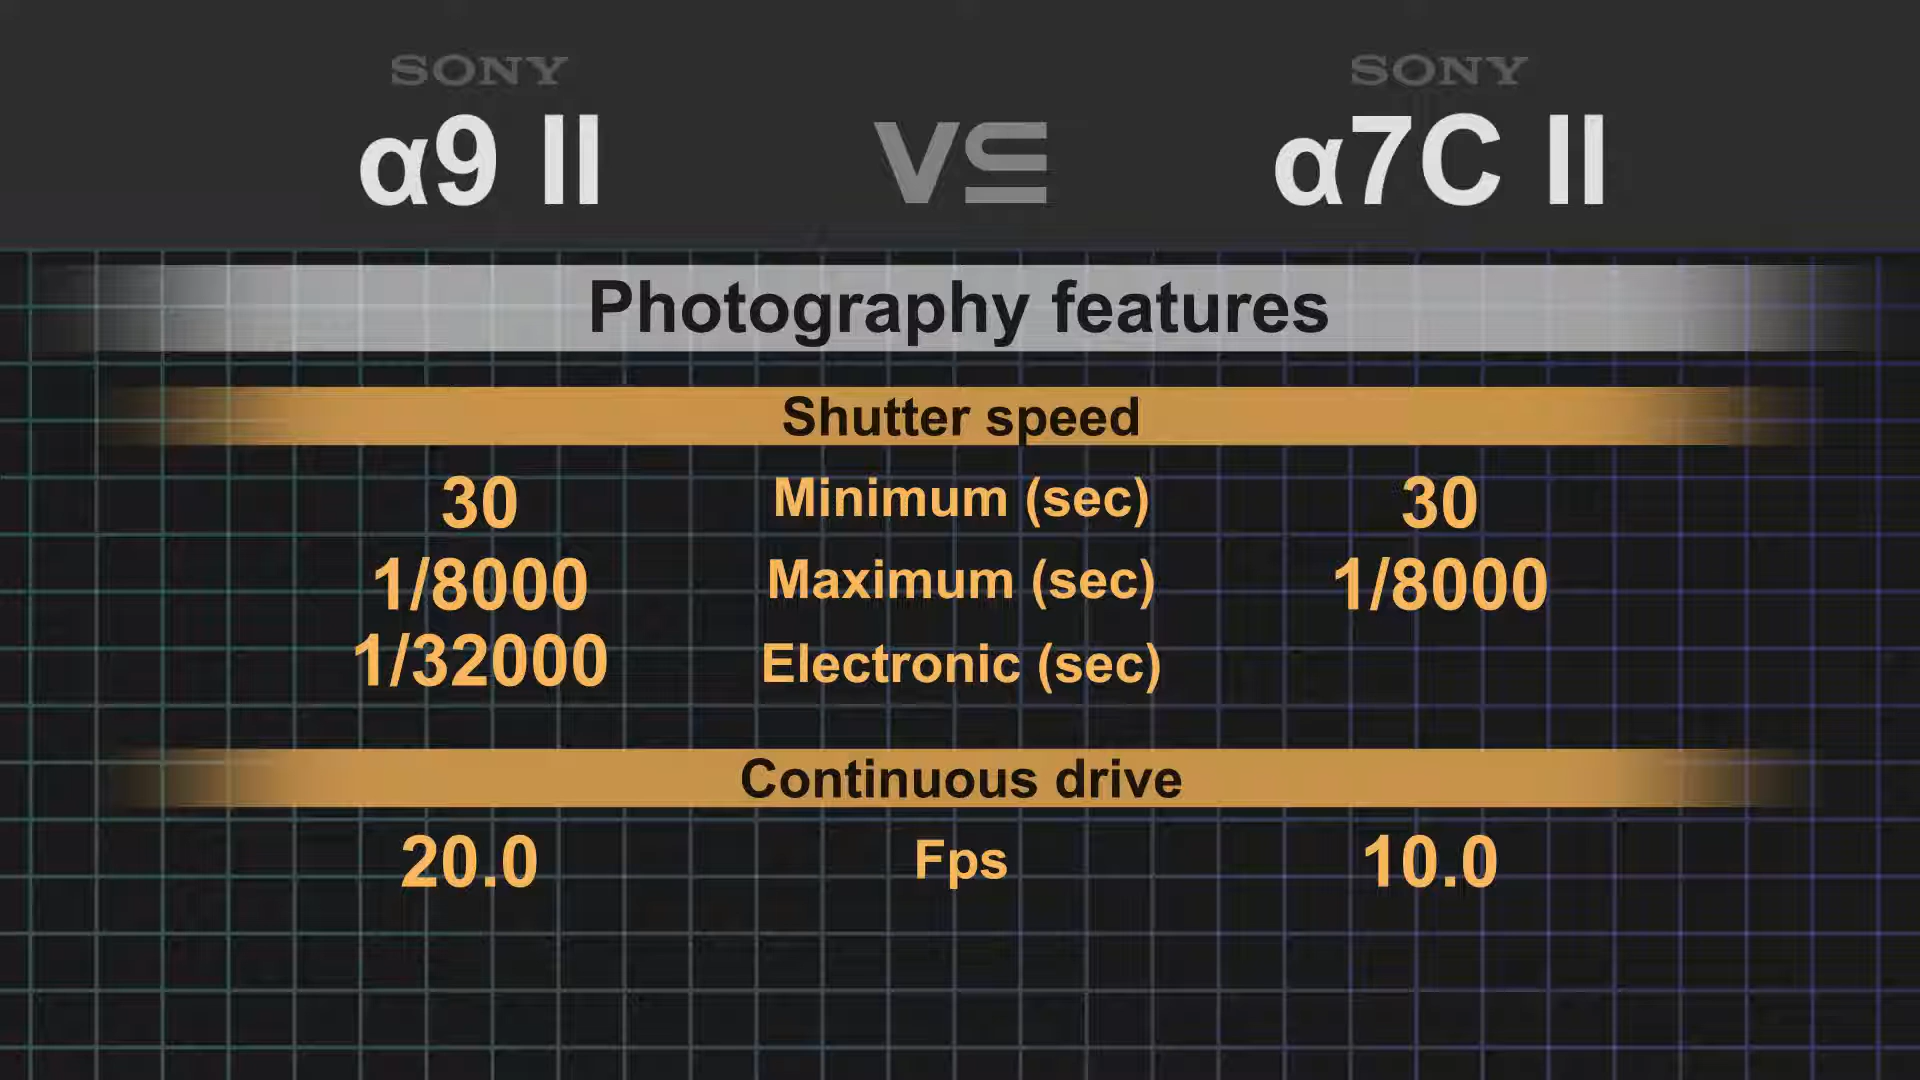 SONY SONY
α9 II VS α7C II
Photography features
Shutter speed
30 Minimum (sec) 30
1/8000 Maximum (sec) 1/8000
1/32000 Electronic (sec)
Continuous drive
20.0 Fps 10.0